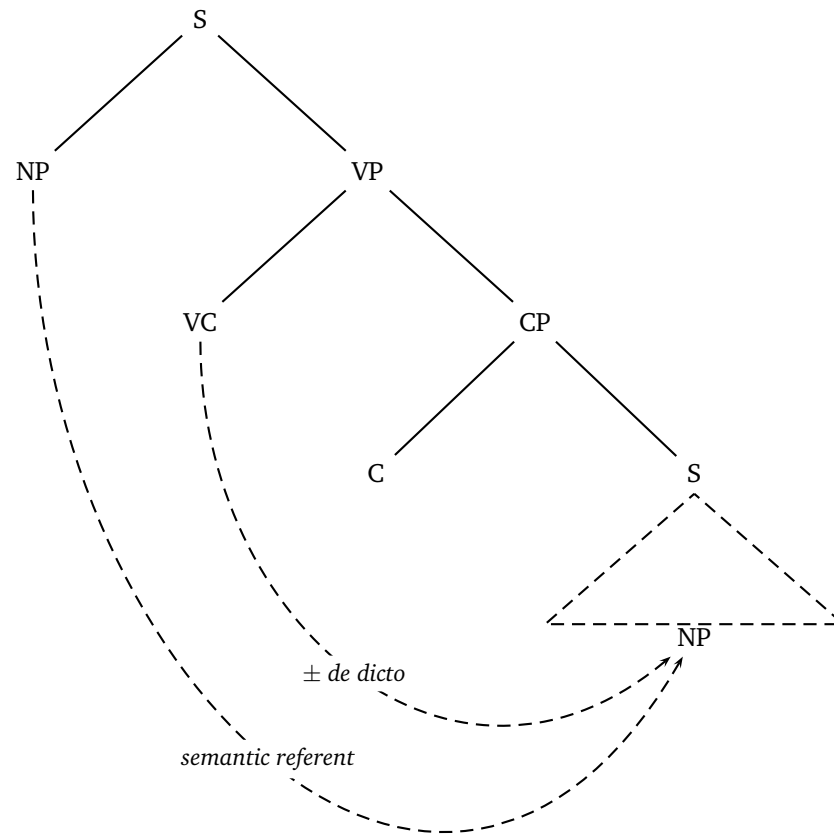 S
NP VP
VC CP
C S
NP
± de dicto
semantic referent